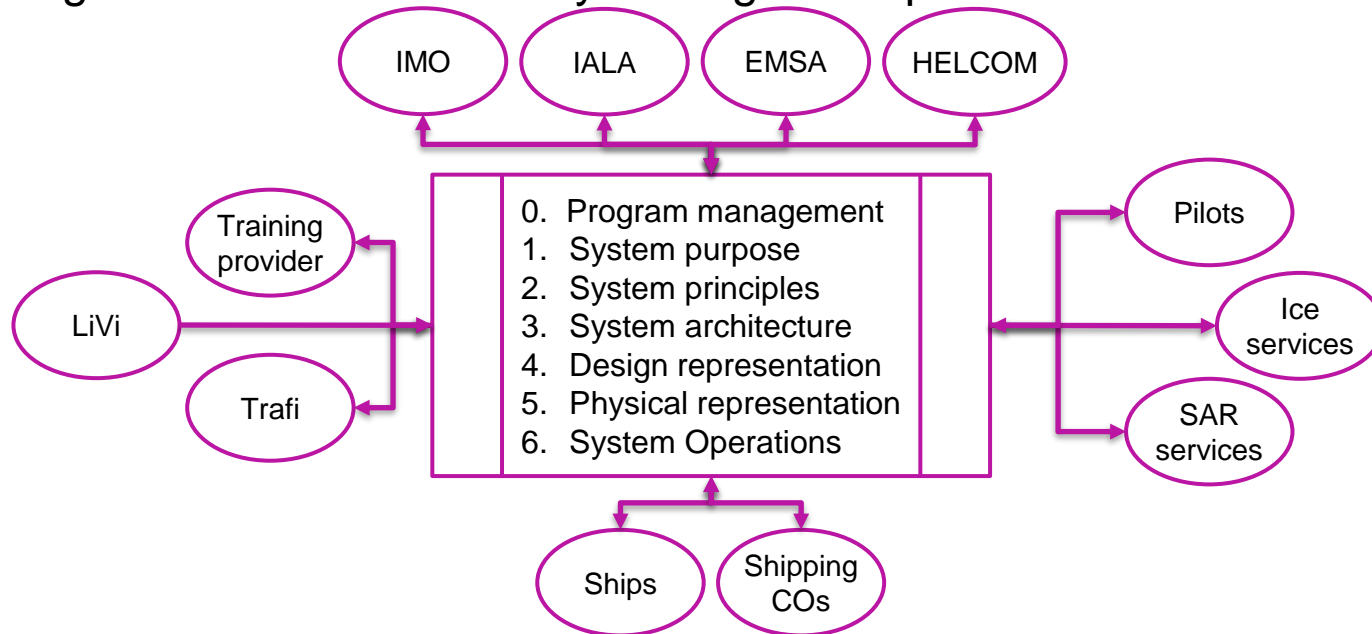 IMO
IALA
EMSA
HELCOM
Training
provider
LiVi
Trafi
0. Program management
1. System purpose
2. System principles
3. System architecture
4. Design representation
5. Physical representation
6. System Operations
Pilots
Ice
services
SAR
services
Ships
Shipping
COs